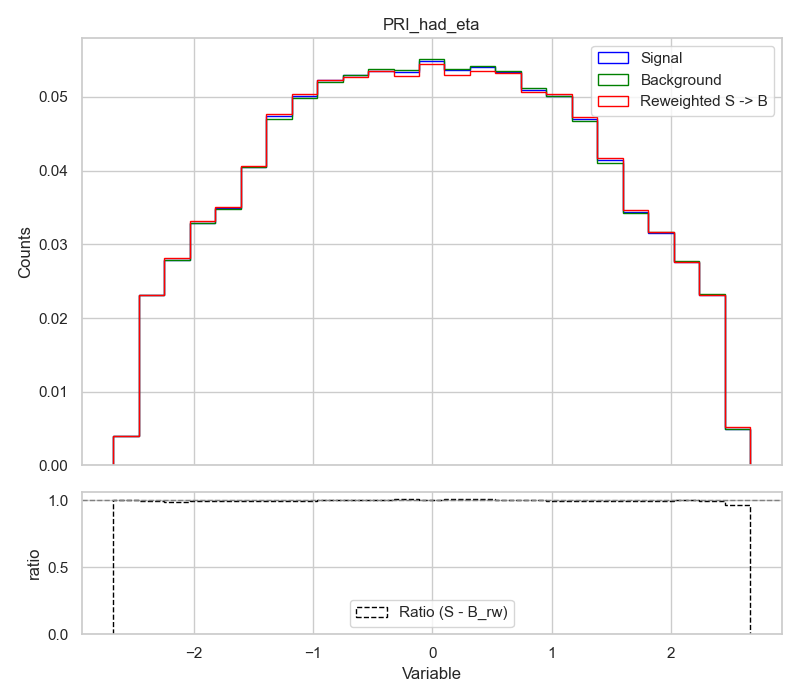 PRI_had_eta
Signal
Background
Reweighted S -> B
0.05
0.04
0.03
0.02
0.01
0.00
Counts
1.0
0.5
0.0
ratio
Ratio (S - B_rw)
−2
−1
0
1
2
Variable